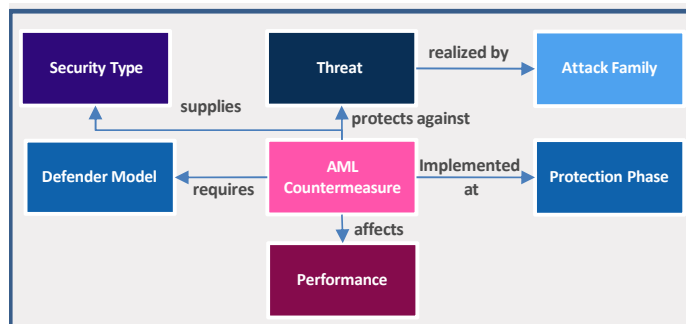 Security Type
Threat
realized by
Attack Family
supplies
protects against
Defender Model
requires
AML
Countermeasure
Implemented
at
Protection Phase
affects
Performance